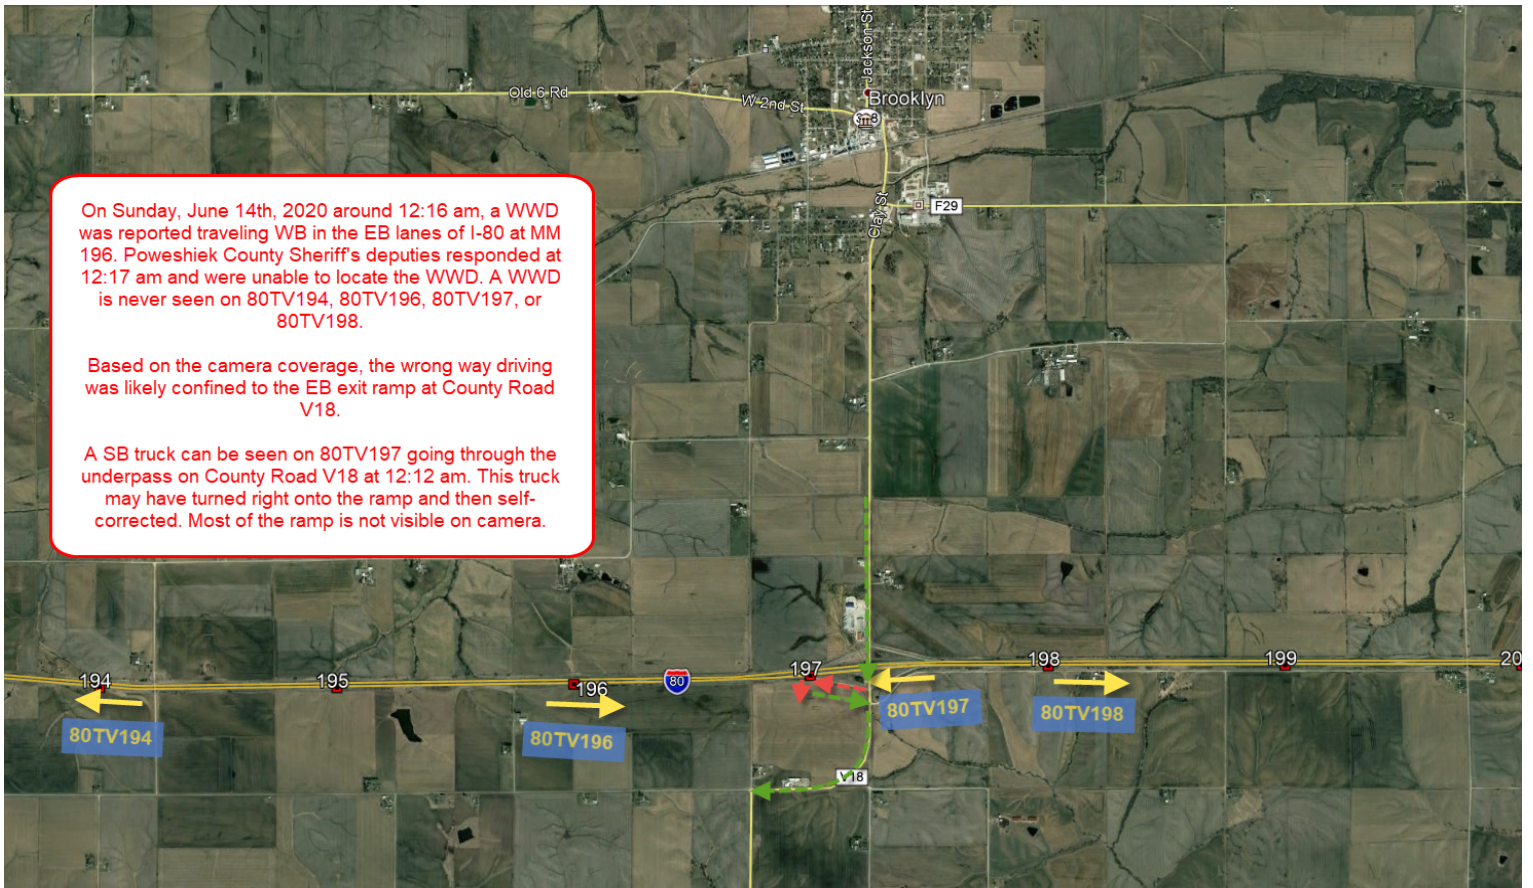 Jackson St
Old 6 Rd
W 2nd St
Brooklyn
Clay St
F29
On Sunday, June 14th, 2020 around 12:16 am, a WWD
was reported traveling WB in the EB lanes of I-80 at MM
196. Poweshiek County Sheriff's deputies responded at
12:17 am and were unable to locate the WWD. A WWD
is never seen on 80TV194, 80TV196, 80TV197, or
80TV198.
Based on the camera coverage, the wrong way driving
was likely confined to the EB exit ramp at County Road
V18.
A SB truck can be seen on 80TV197 going through the
underpass on County Road V18 at 12:12 am. This truck
may have turned right onto the ramp and then self-
corrected. Most of the ramp is not visible on camera.
194
195
196
80
197
198
199
20
80TV194
80TV196
80TV197
80TV198
V18